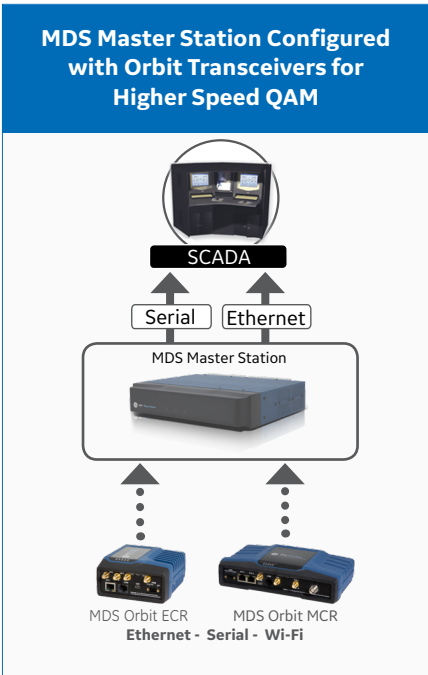 MDS Master Station Configured
with Orbit Transceivers for
Higher Speed QAM
SCADA
Serial Ethernet
MDS Master Station
MDS Orbit ECR MDS Orbit MCR
Ethernet - Serial - Wi-Fi